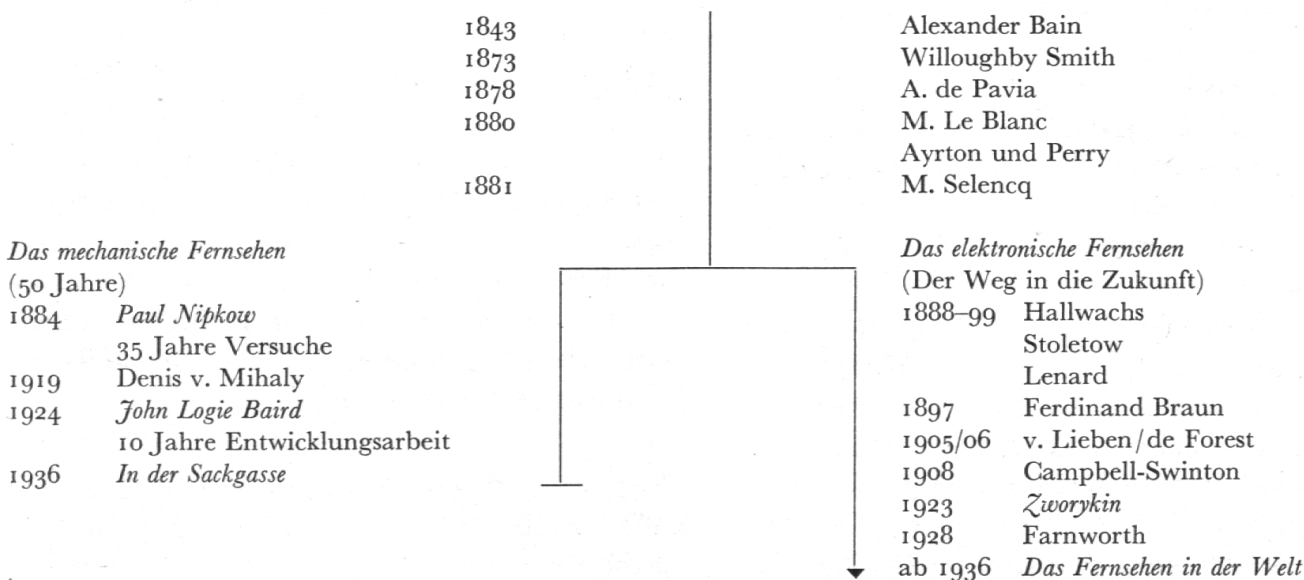 1843 Alexander Bain
1873 Willoughby Smith
1878 A. de Pavia
1880 M. Le Blanc
Ayrton und Perry
1881 M. Selencq
Das mechanische Fernsehen
(50 Jahre)
1884 Paul Nipkow
35 Jahre Versuche
1919 Denis v. Mihaly
1924 John Logie Baird
10 Jahre Entwicklungsarbeit
1936 In der Sackgasse
Das elektronische Fernsehen
(Der Weg in die Zukunft)
1888–99 Hallwachs
Stoletow
Lenard
1897 Ferdinand Braun
1905/06 v. Lieben/de Forest
1908 Campbell-Swinton
1923 Zworykin
1928 Farnworth
ab 1936 Das Fernsehen in der Welt